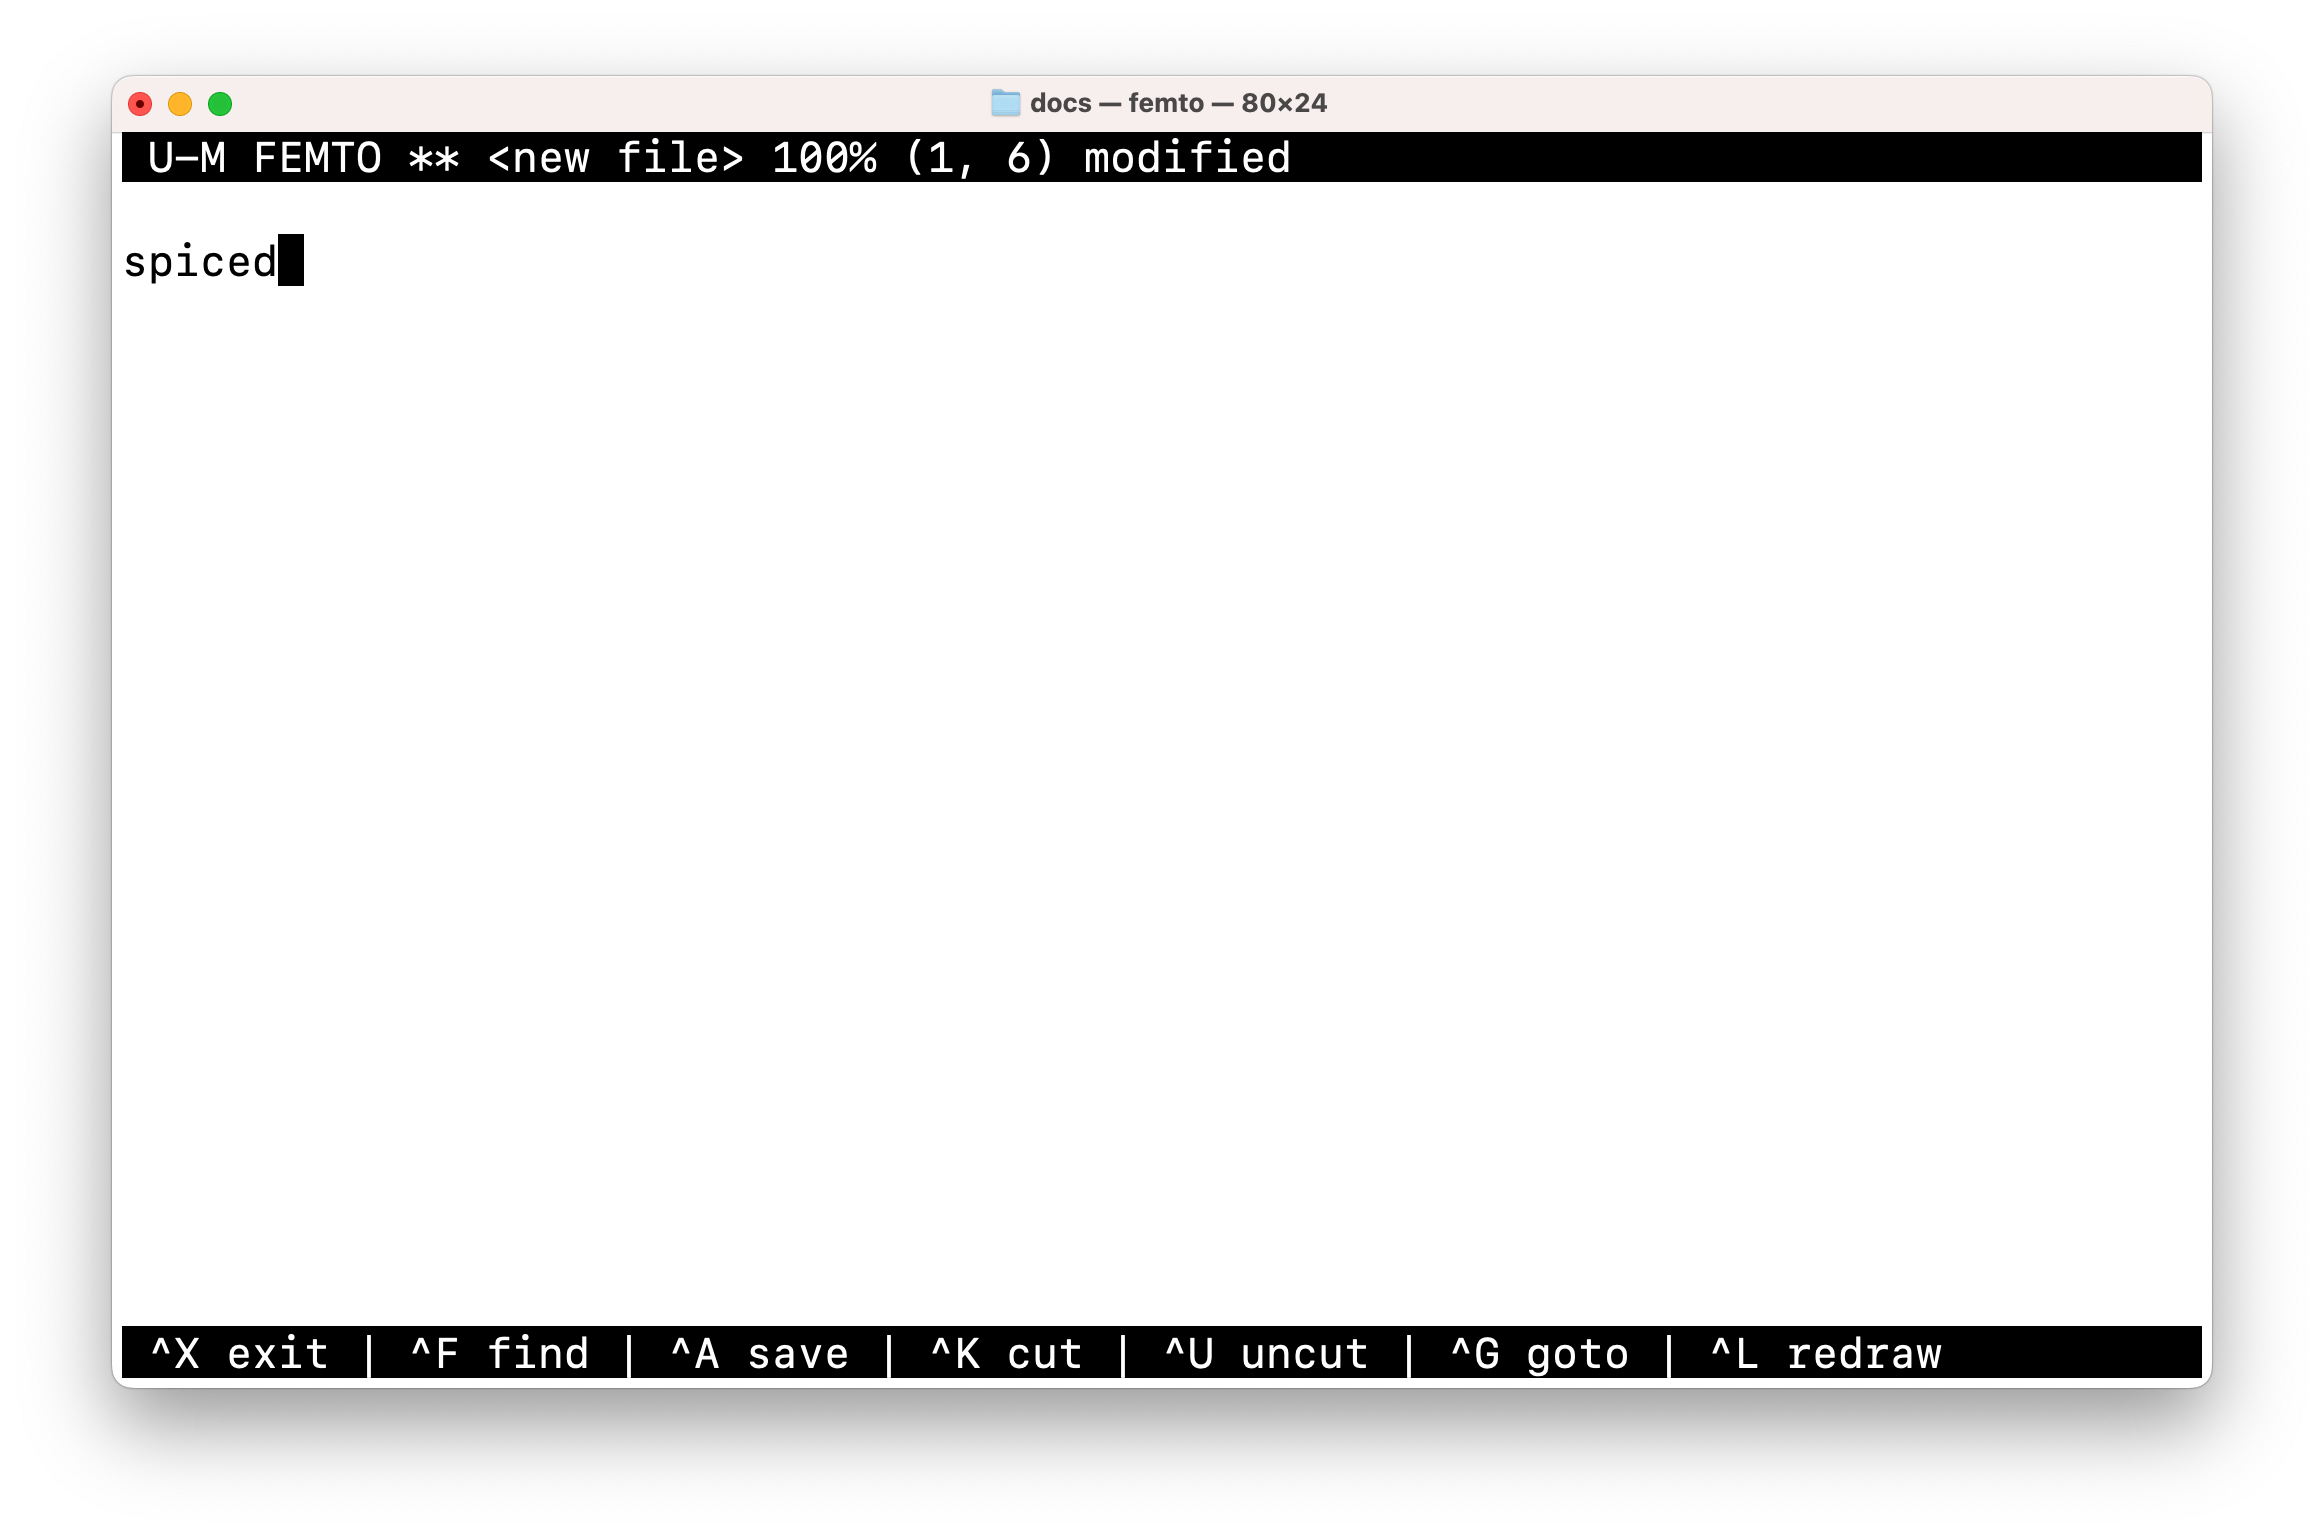 docs — femto — 80×24
U-M FEMTO ** <new file> 100% (1, 6) modified
spiced
^X exit | ^F find | ^A save | ^K cut | ^U uncut | ^G goto | ^L redraw